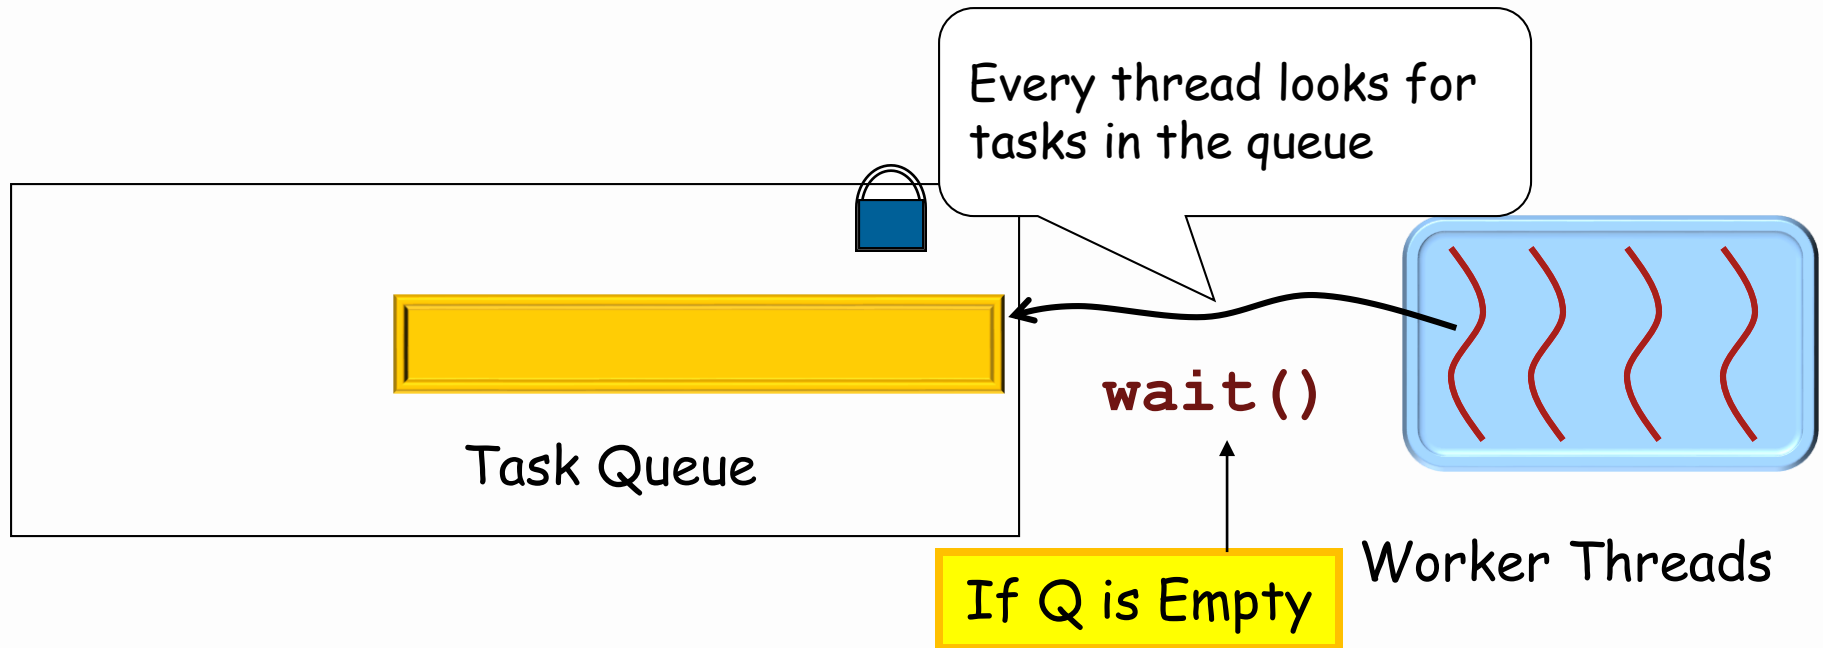 Every thread looks for
tasks in the queue
wait()
Task Queue
If Q is Empty
Worker Threads